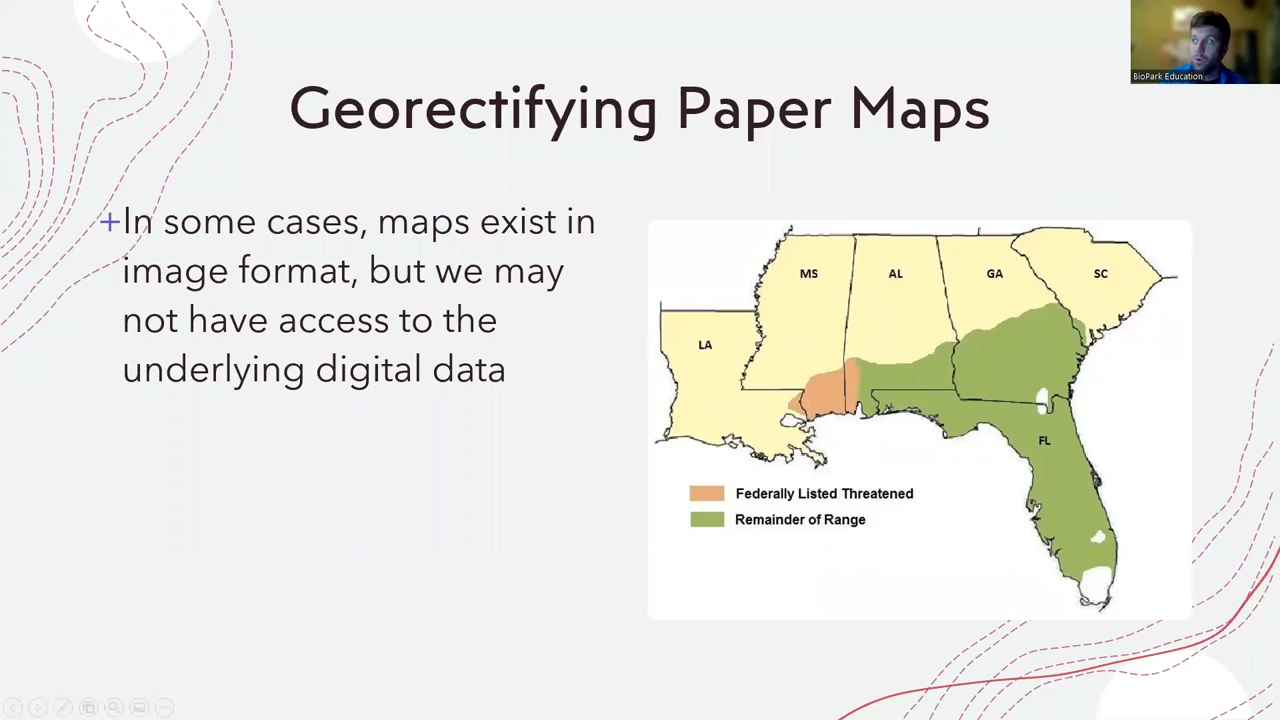 BioPark Education
Georectifying Paper Maps
+In some cases, maps exist in
image format, but we may
not have access to the
underlying digital data
MS
AL
GA
SC
LA
FL
Federally Listed Threatened
Remainder of Range